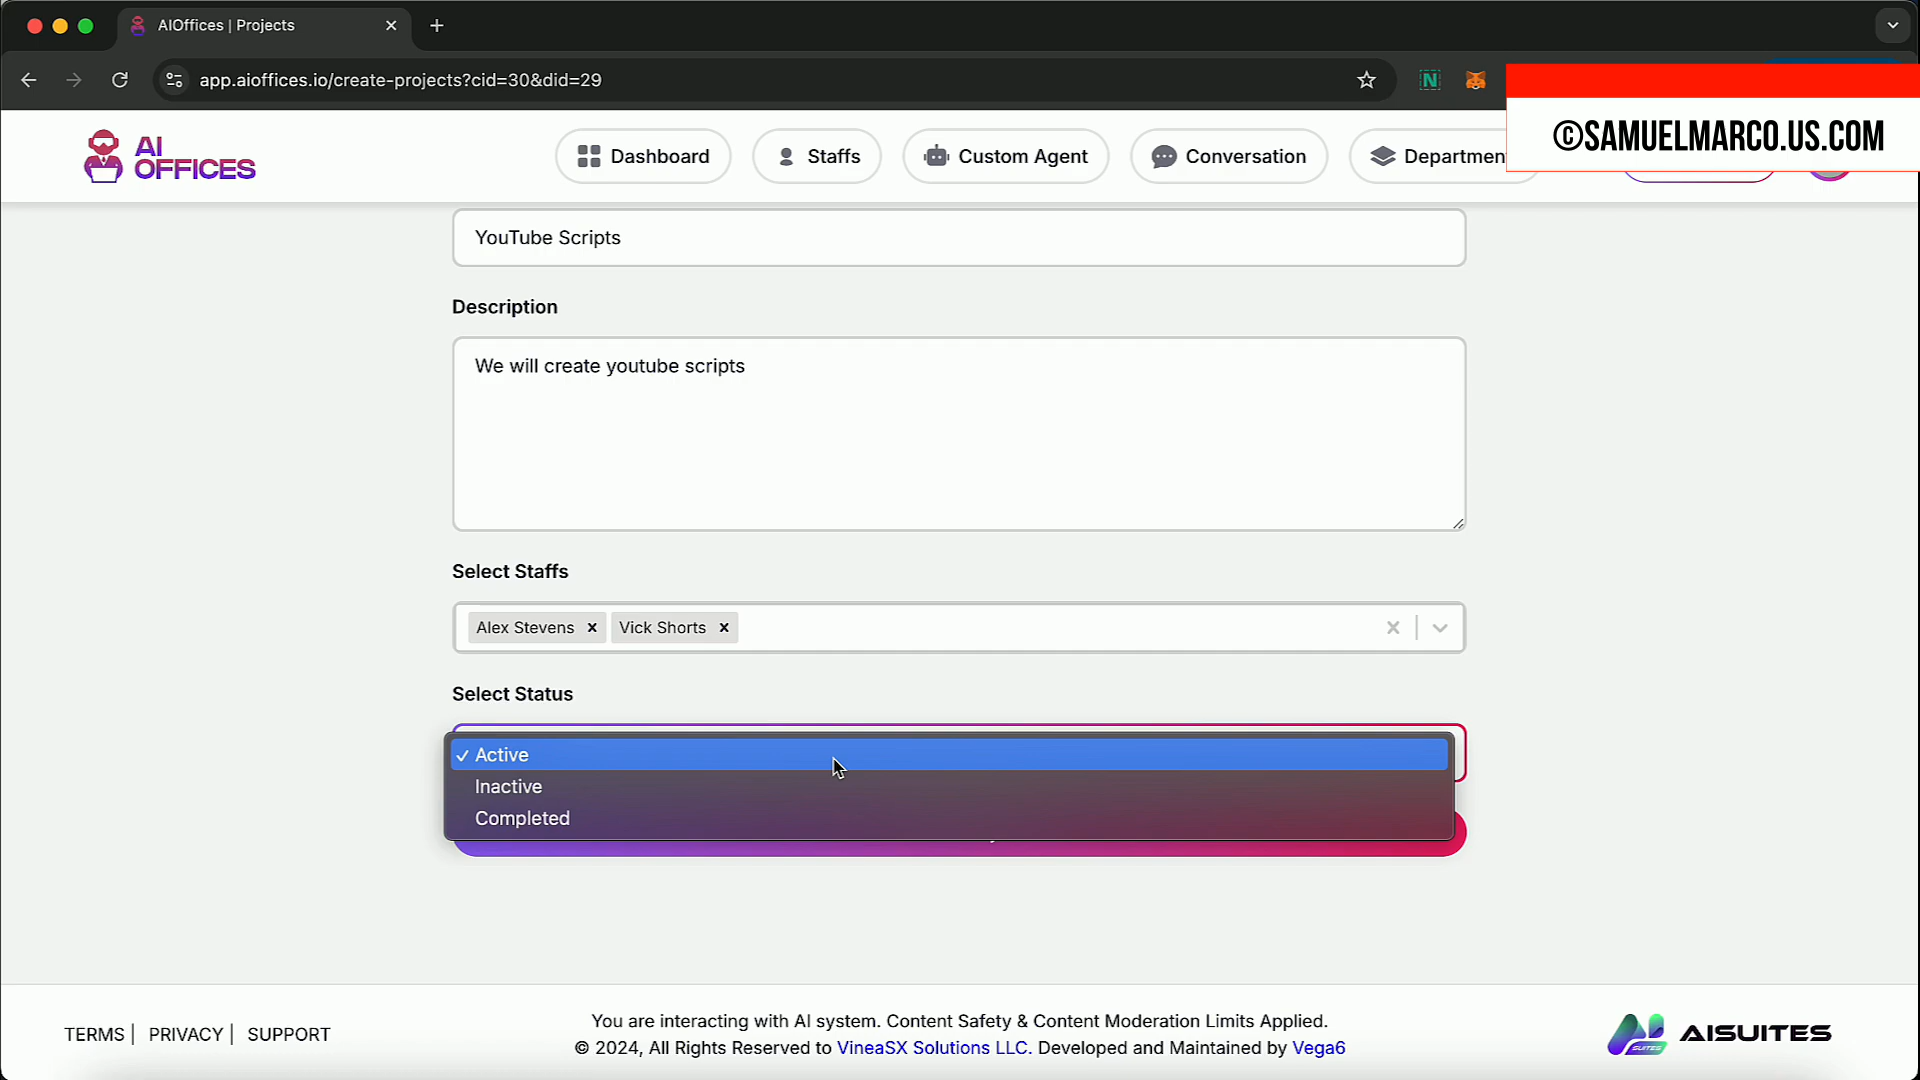 AIOffices | Projects
app.aioffices.io/create-projects?cid=30&did=29
N
©SAMUELMARCO.US.COM
AI
OFFICES
Dashboard
Staffs
Custom Agent
Conversation
Departmen
YouTube Scripts
Description
We will create youtube scripts
Select Staffs
Alex Stevens
Vick Shorts
Select Status
✓ Active
Inactive
Completed
TERMS | PRIVACY | SUPPORT
You are interacting with AI system. Content Safety & Content Moderation Limits Applied.
© 2024, All Rights Reserved to VineaSX Solutions LLC. Developed and Maintained by Vega6
SUITES
AISUITES